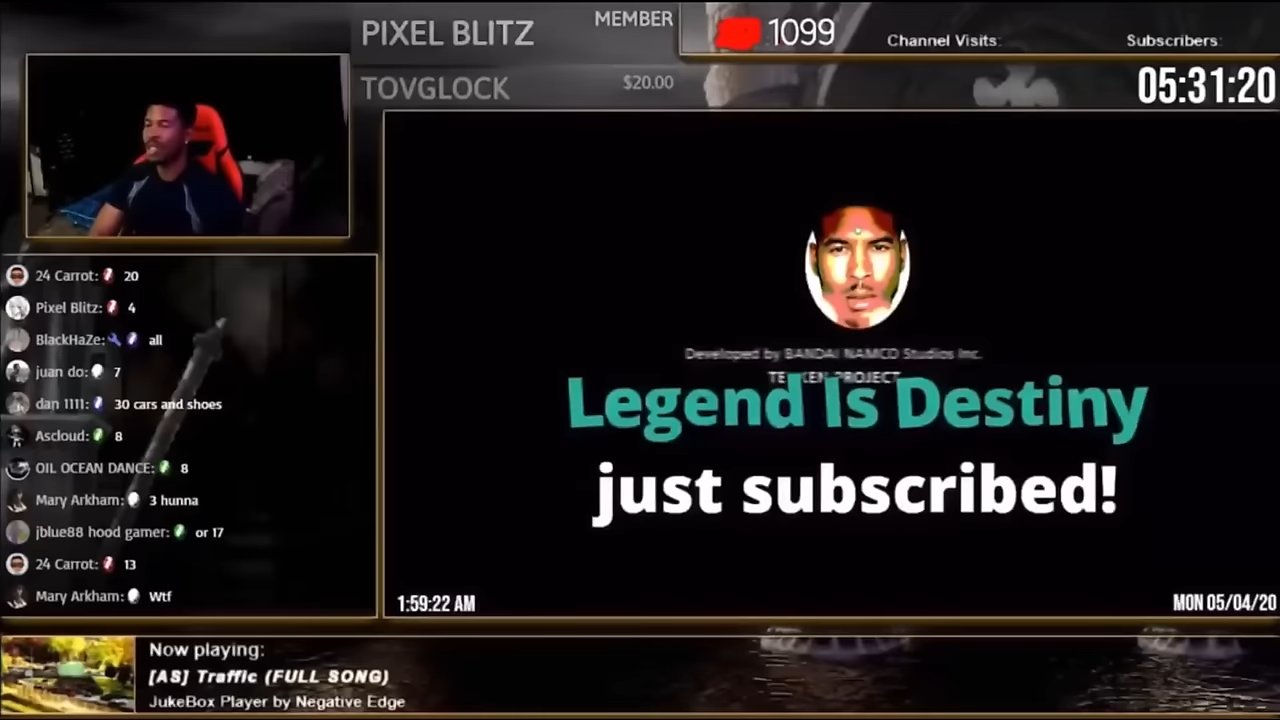 PIXEL BLITZ
MEMBER
1099
Channel Visits:
Subscribers:
TOVGLOCK
$20.00
05:31:20
24 Carrot: 20
Pixel Blitz: 4
BlackHaZe: all
juan do: 7
dan 1111: 30 cars and shoes
Ascloud: 8
OIL OCEAN DANCE: 8
Mary Arkham: 3 hunna
jblue88 hood gamer: or 17
24 Carrot: 13
Mary Arkham: Wtf
Developed by BANDAI NAMCO Studios Inc.
TEKKEN PROJECT
Legend Is Destiny
just subscribed!
1:59:22 AM
MON 05/04/20
Now playing:
[AS] Traffic (FULL SONG)
JukeBox Player by Negative Edge